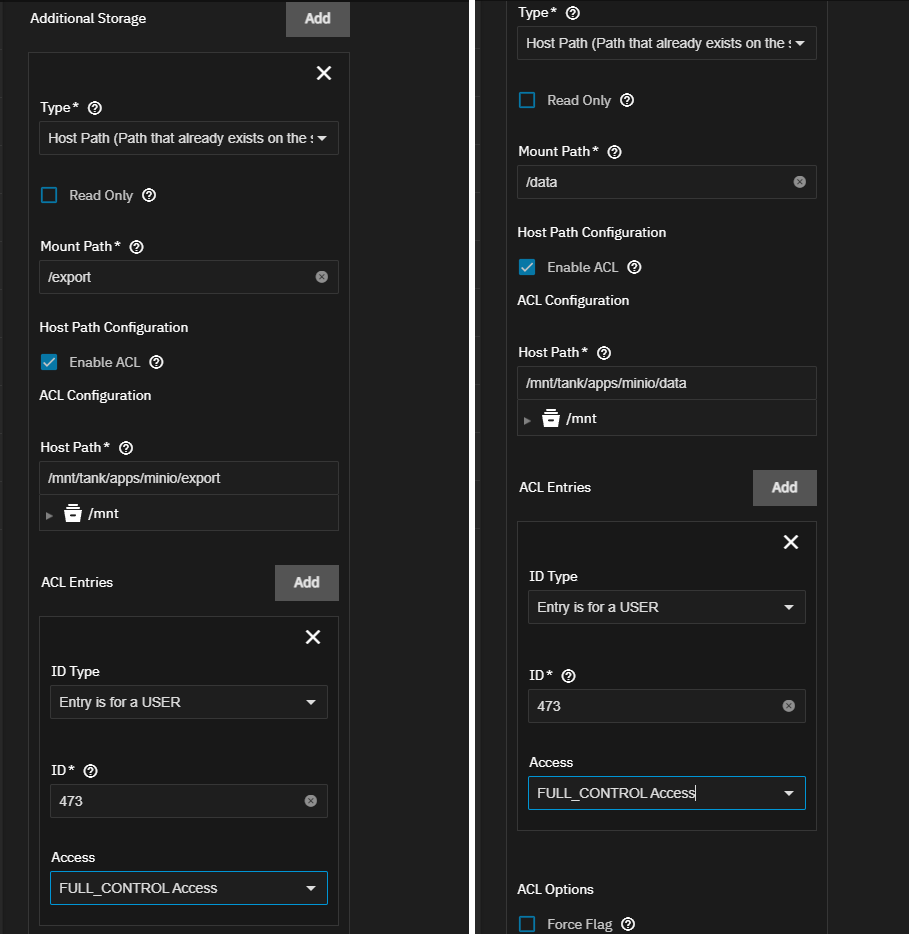 Additional Storage
Add
Type*
Host Path (Path that already exists on the s
Read Only
Mount Path*
/export
Host Path Configuration
Enable ACL
ACL Configuration
Host Path*
/mnt/tank/apps/minio/export
/mnt
ACL Entries
Add
ID Type
Entry is for a USER
ID*
473
Access
FULL_CONTROL Access
Type*
Host Path (Path that already exists on the s
Read Only
Mount Path*
/data
Host Path Configuration
Enable ACL
ACL Configuration
Host Path*
/mnt/tank/apps/minio/data
/mnt
ACL Entries
Add
ID Type
Entry is for a USER
ID*
473
Access
FULL_CONTROL Access
ACL Options
Force Flag